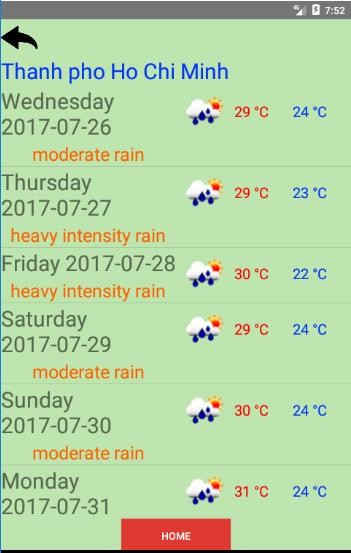 7:52
Thanh pho Ho Chi Minh
Wednesday
2017-07-26
29 °C 24 °C
moderate rain
Thursday
2017-07-27
29 °C 23 °C
heavy intensity rain
Friday 2017-07-28
30 °C 22 °C
heavy intensity rain
Saturday
2017-07-29
29 °C 24 °C
moderate rain
Sunday
2017-07-30
30 °C 24 °C
moderate rain
Monday
2017-07-31
31 °C 24 °C
HOME